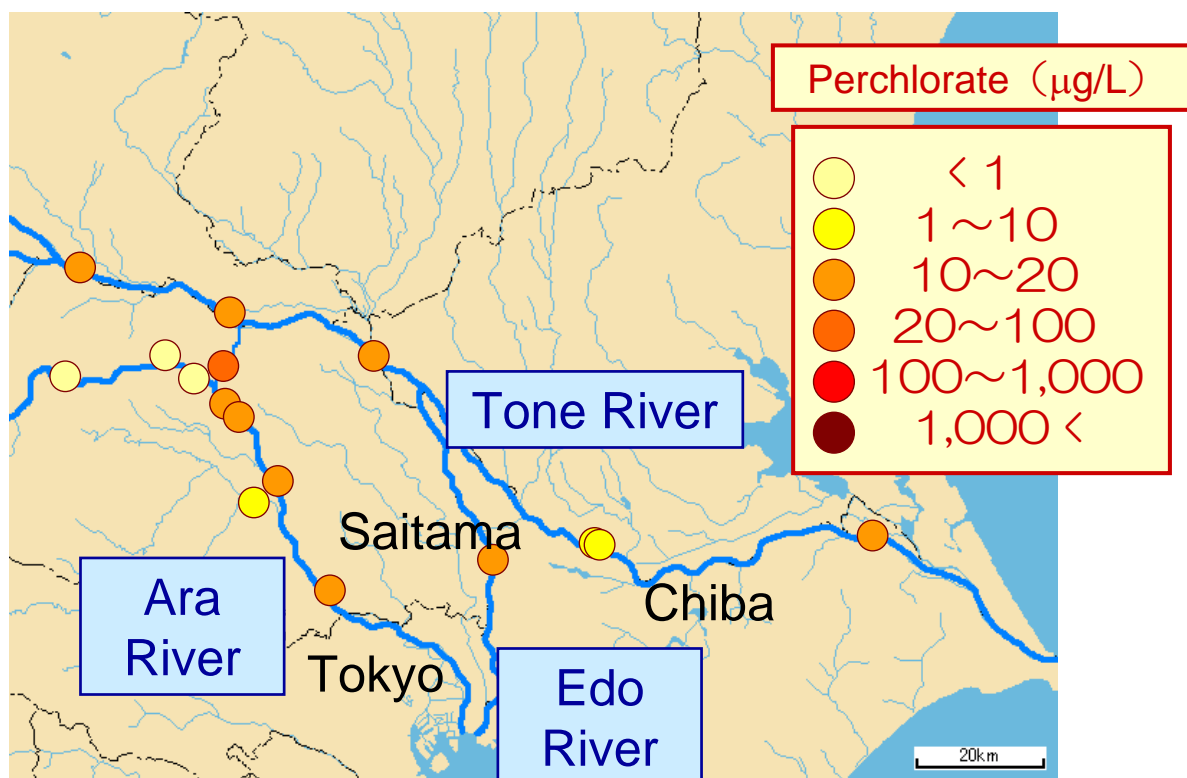 Perchlorate（μg/L）
< 1
1～10
10～20
20～100
100～1,000
1,000 <
Tone River
Saitama
Chiba
Ara
River
Tokyo
Edo
River
20km